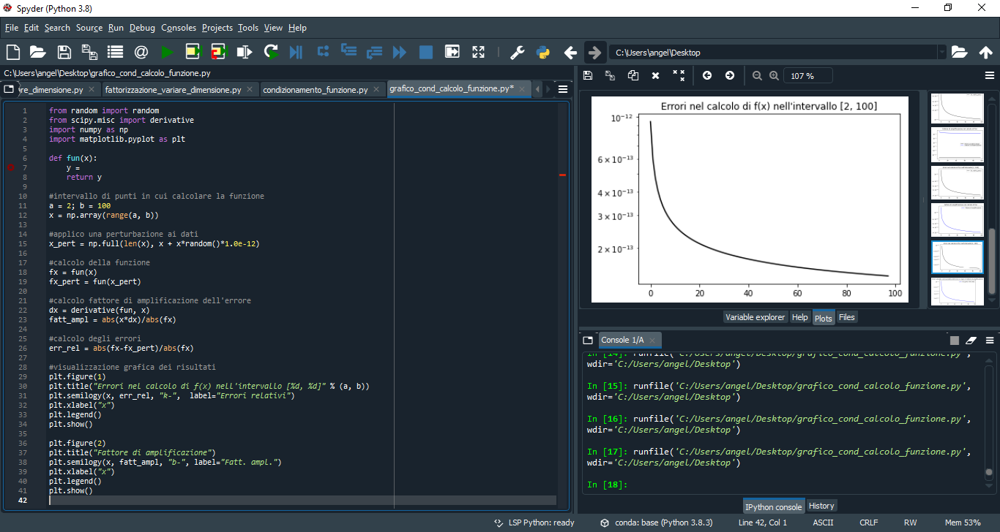 Spyder (Python 3.8)
File Edit Search Source Run Debug Consoles Projects Tools View Help
C:\Users\angel\Desktop
C:\Users\angel\Desktop\grafico_cond_calcolo_funzione.py
re_dimensione.py
fattorizzazione_variare_dimensione.py
condizionamento_funzione.py
grafico_cond_calcolo_funzione.py*
1 from random import random
2 from scipy.misc import derivative
3 import numpy as np
4 import matplotlib.pyplot as plt
5
6 def fun(x):
7 y =
8 return y
9
10 #intervallo di punti in cui calcolare la funzione
11 a = 2; b = 100
12 x = np.array(range(a, b))
13
14 #applico una perturbazione ai dati
15 x_pert = np.full(len(x), x + x*random()*1.0e-12)
16
17 #calcolo della funzione
18 fx = fun(x)
19 fx_pert = fun(x_pert)
20
21 #calcolo fattore di amplificazione dell'errore
22 dx = derivative(fun, x)
23 fatt_ampl = abs(x*dx)/abs(fx)
24
25 #calcolo degli errori
26 err_rel = abs(fx-fx_pert)/abs(fx)
27
28 #visualizzazione grafica dei risultati
29 plt.figure(1)
30 plt.title("Errori nel calcolo di f(x) nell'intervallo [%d, %d]" % (a, b))
31 plt.semilogy(x, err_rel, "k-", label="Errori relativi")
32 plt.xlabel("x")
33 plt.legend()
34 plt.show()
35
36 plt.figure(2)
37 plt.title("Fattore di amplificazione")
38 plt.semilogy(x, fatt_ampl, "b-", label="Fatt. ampl.")
39 plt.xlabel("x")
40 plt.legend()
41 plt.show()
42
107 %
Errori nel calcolo di f(x) nell'intervallo [2, 100]
10⁻¹²
6 × 10⁻¹³
4 × 10⁻¹³
3 × 10⁻¹³
2 × 10⁻¹³
0 20 40 60 80 100
Variable explorer Help Plots Files
Console 1/A
In [14]: runfile('C:/Users/angel/Desktop/grafico_cond_calcolo_funzione.py',
wdir='C:/Users/angel/Desktop')
In [15]: runfile('C:/Users/angel/Desktop/grafico_cond_calcolo_funzione.py',
wdir='C:/Users/angel/Desktop')
In [16]: runfile('C:/Users/angel/Desktop/grafico_cond_calcolo_funzione.py',
wdir='C:/Users/angel/Desktop')
In [17]: runfile('C:/Users/angel/Desktop/grafico_cond_calcolo_funzione.py',
wdir='C:/Users/angel/Desktop')
In [18]:
IPython console History
LSP Python: ready conda: base (Python 3.8.3) Line 42, Col 1 ASCII CRLF RW Mem 53%